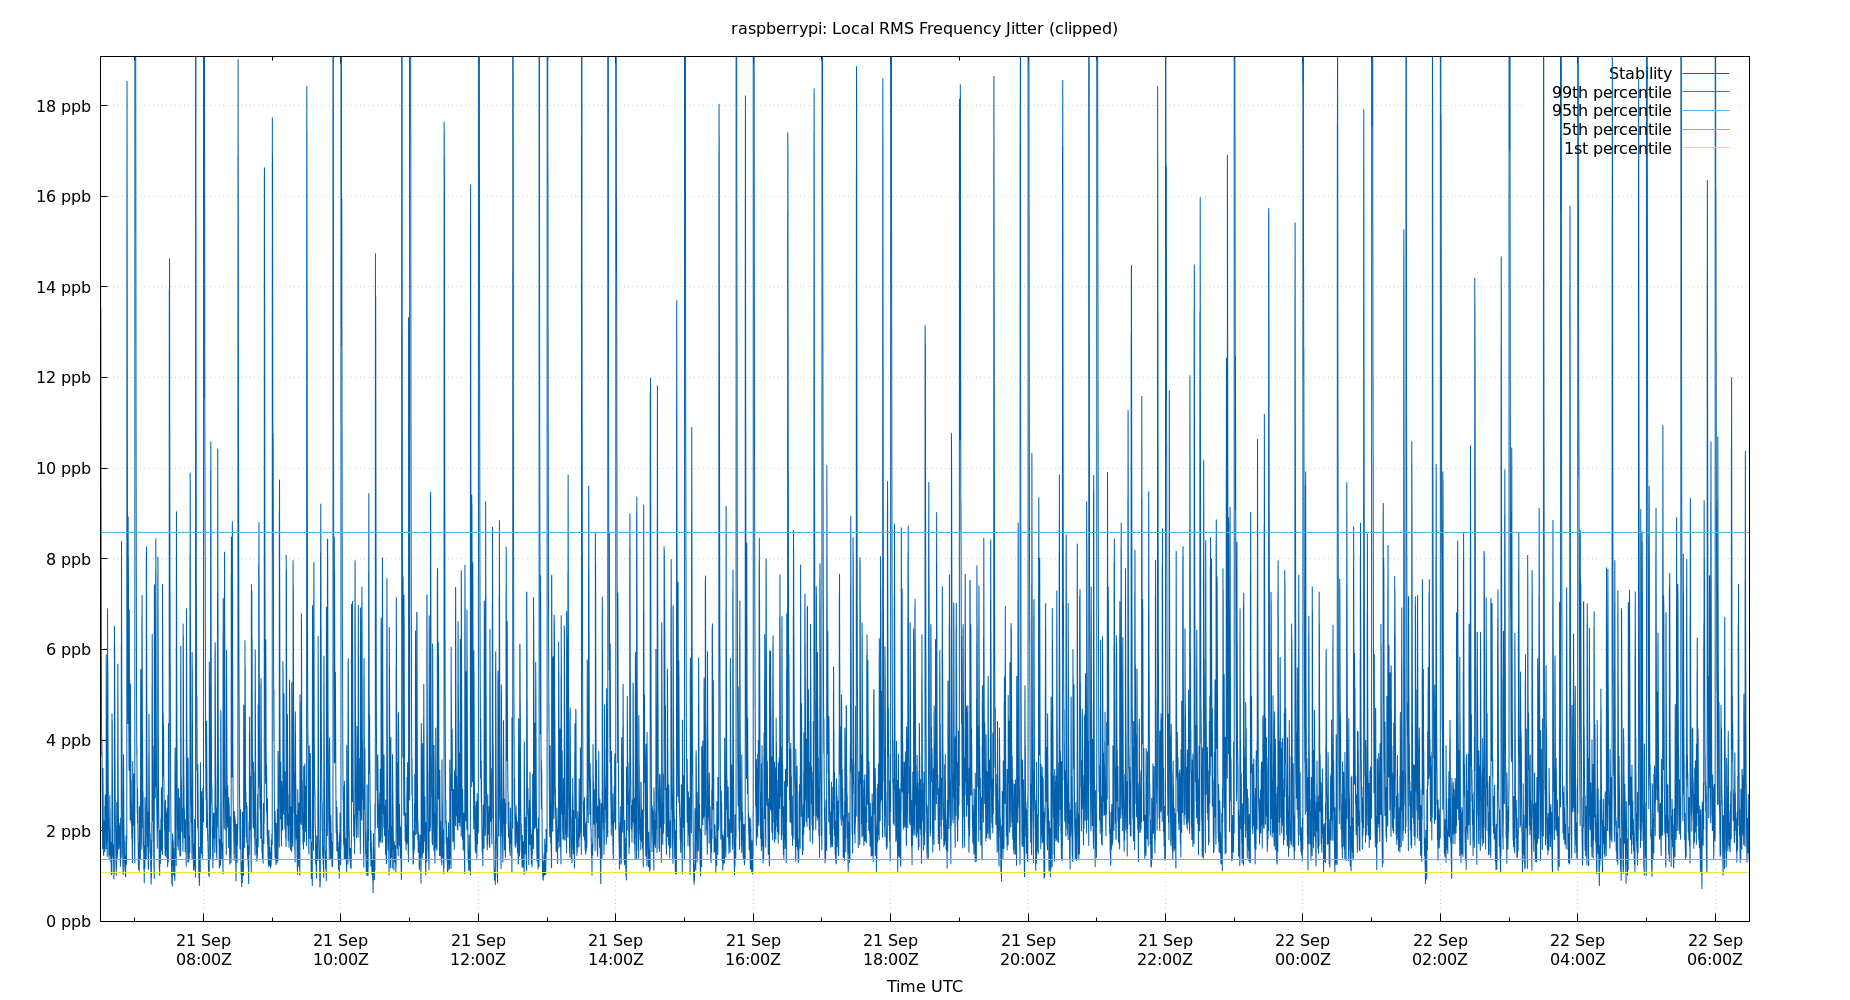 raspberrypi: Local RMS Frequency Jitter (clipped)
Stability
99th percentile
95th percentile
5th percentile
1st percentile
18 ppb
16 ppb
14 ppb
12 ppb
10 ppb
8 ppb
6 ppb
4 ppb
2 ppb
0 ppb
21 Sep 21 Sep 21 Sep 21 Sep 21 Sep 21 Sep 21 Sep 21 Sep 22 Sep 22 Sep 22 Sep 22 Sep
08:00Z 10:00Z 12:00Z 14:00Z 16:00Z 18:00Z 20:00Z 22:00Z 00:00Z 02:00Z 04:00Z 06:00Z
Time UTC